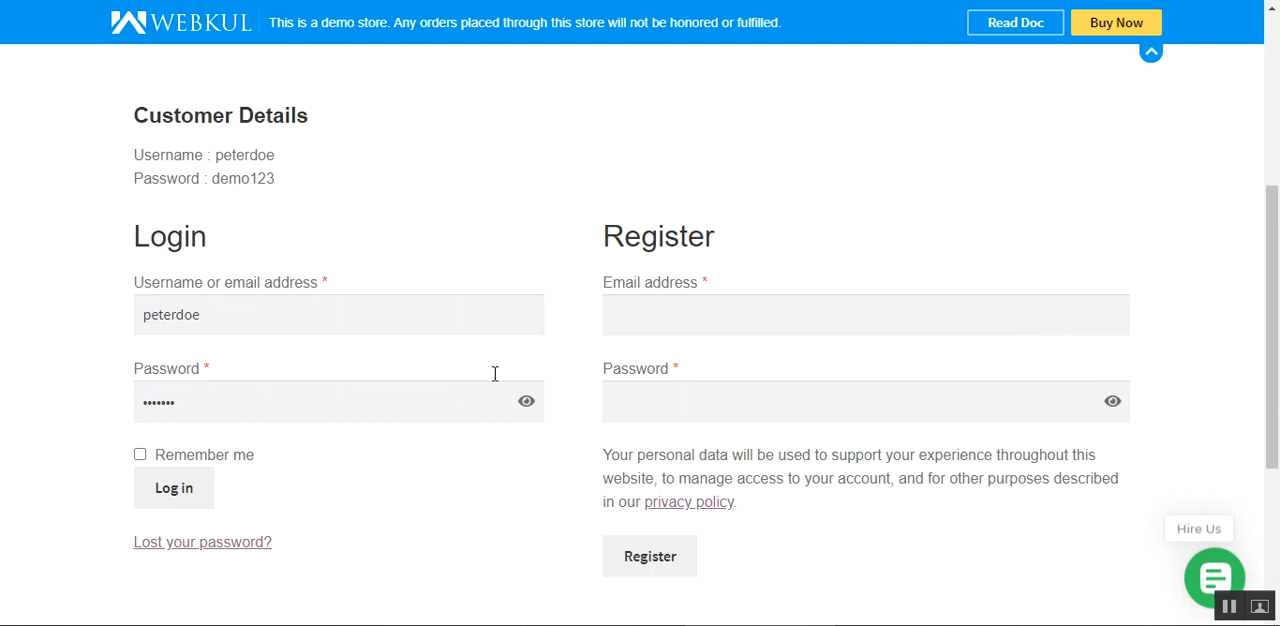 WEBKUL
This is a demo store. Any orders placed through this store will not be honored or fulfilled.
Read Doc
Buy Now
Customer Details
Username : peterdoe
Password : demo123
Login
Username or email address *
peterdoe
Password *
•••••••
Remember me
Log in
Lost your password?
Register
Email address *
Password *
Your personal data will be used to support your experience throughout this
website, to manage access to your account, and for other purposes described
in our privacy policy.
Register
Hire Us